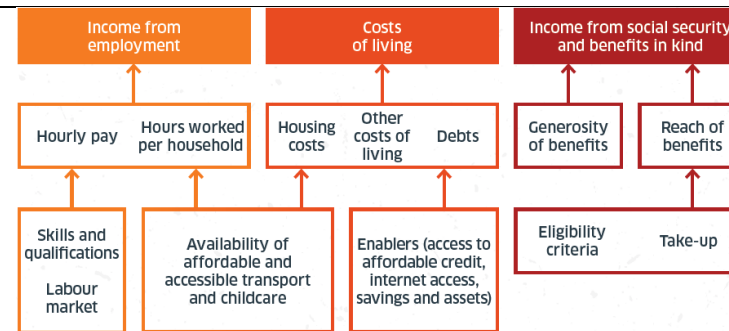 Income from
employment
Costs
of living
Income from social security
and benefits in kind
Hourly pay
Hours worked
per household
Housing
costs
Other
costs of
living
Debts
Generosity
of benefits
Reach of
benefits
Skills and
qualifications
Labour
market
Availability of
affordable and
accessible transport
and childcare
Enablers (access to
affordable credit,
internet access,
savings and assets)
Eligibility
criteria
Take-up